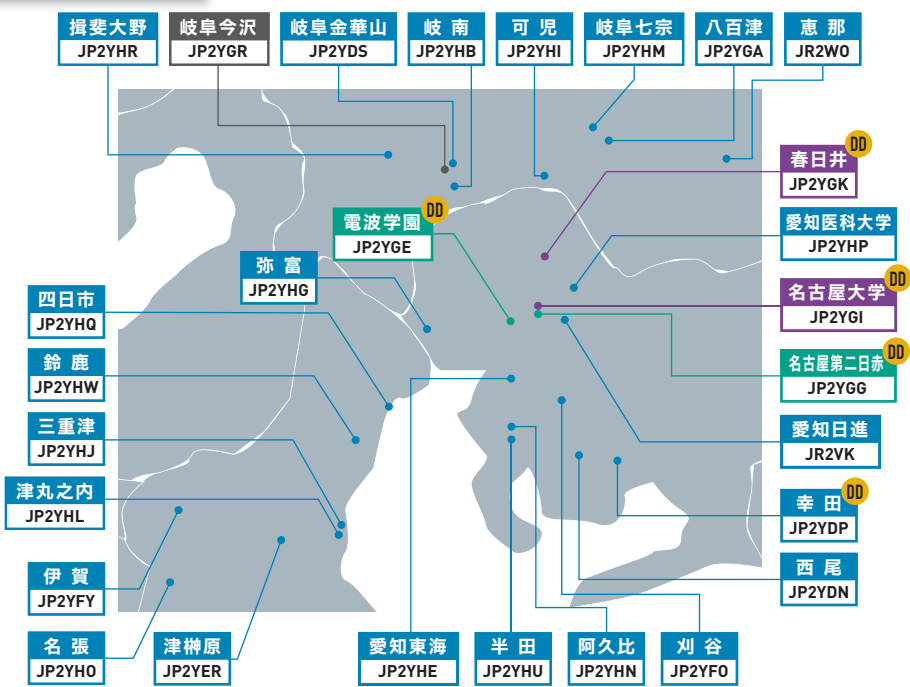 揖斐大野
JP2YHR
岐阜今沢
JP2YGR
岐阜金華山
JP2YDS
岐南
JP2YHB
可児
JP2YHI
岐阜七宗
JP2YHM
八百津
JP2YGA
恵那
JR2WO
DD
春日井
JP2YGK
DD
電波学園
JP2YGE
愛知医科大学
JP2YHP
弥富
JP2YHG
DD
名古屋大学
JP2YGI
四日市
JP2YHQ
DD
名古屋第二日赤
JP2YGG
鈴鹿
JP2YHW
三重津
JP2YHJ
愛知日進
JR2VK
津丸之内
JP2YHL
DD
幸田
JP2YDP
伊賀
JP2YFY
西尾
JP2YDN
名張
JP2YHO
津榊原
JP2YER
愛知東海
JP2YHE
半田
JP2YHU
阿久比
JP2YHN
刈谷
JP2YFO